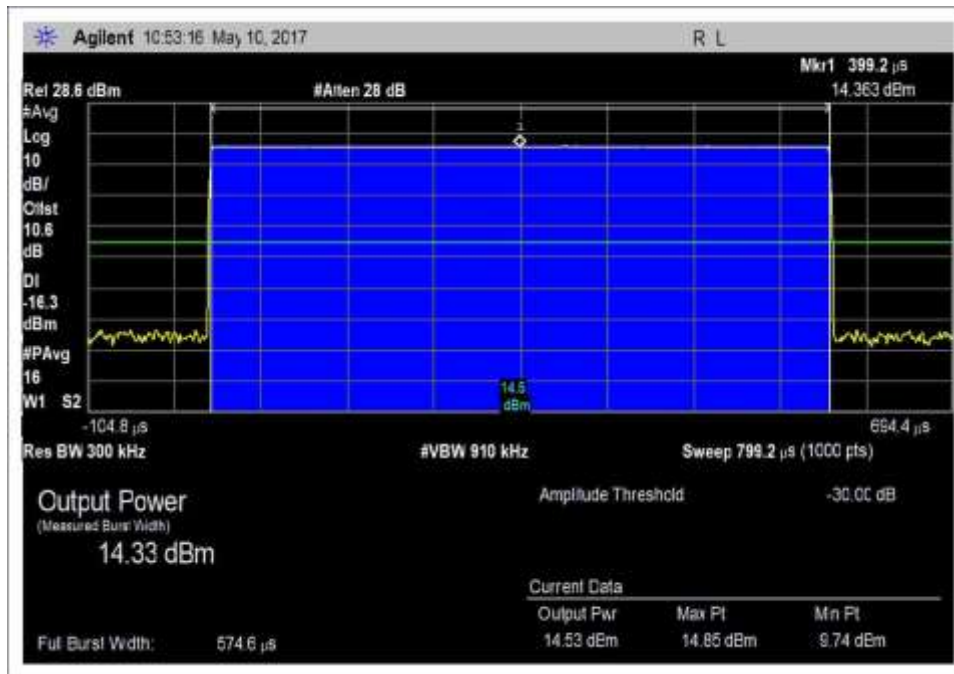 Agilent 10:53:16 May 10, 2017 R L
Mkr1 399.2 µs
Ref 28.6 dBm #Atten 28 dB 14.363 dBm
#Avg
Log
10
dB/
Offst
10.6
dB
DI
-16.3
dBm
#PAvg
16
W1 S2
1
14.5
dBm
-104.8 µs 694.4 µs
Res BW 300 kHz #VBW 910 kHz Sweep 799.2 µs (1000 pts)
Output Power Amplitude Threshold -30.00 dB
(Measured Burst Width)
14.33 dBm
Current Data
Output Pwr Max Pt Min Pt
Full Burst Width: 574.6 µs 14.53 dBm 14.85 dBm 9.74 dBm